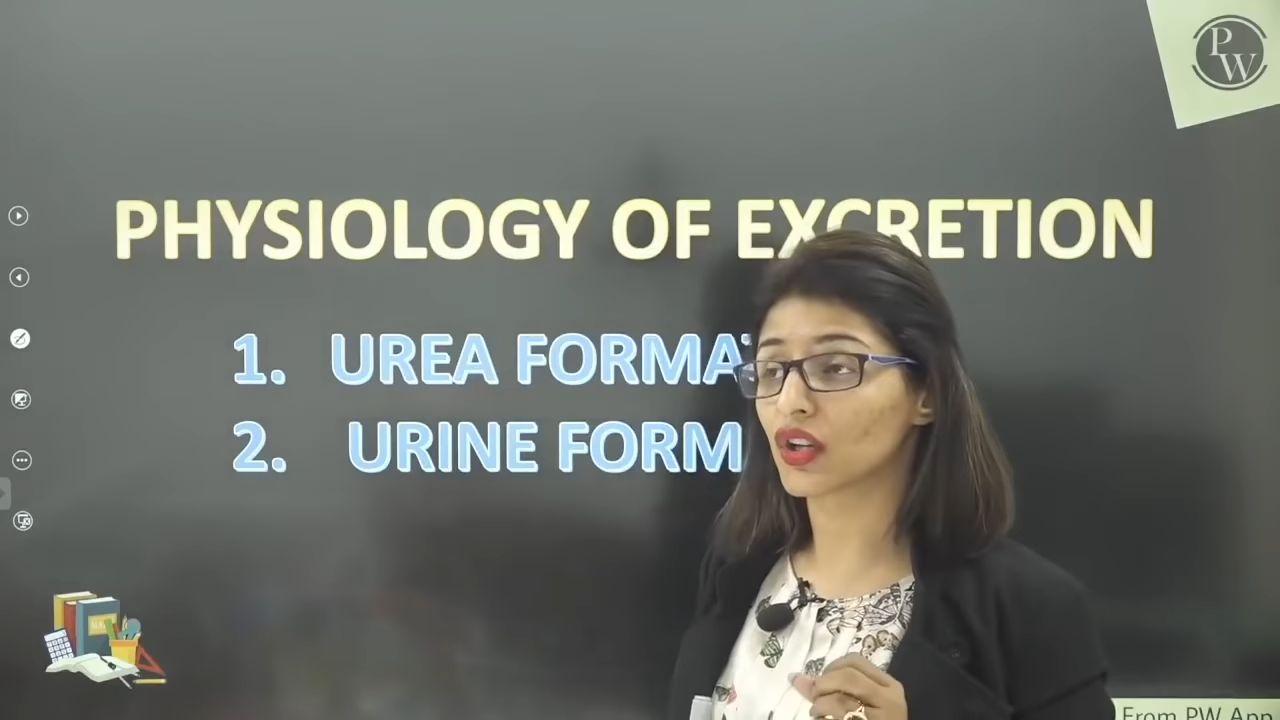 PW
PHYSIOLOGY OF EXCRETION
1. UREA FORMA
2. URINE FORM
From PW App